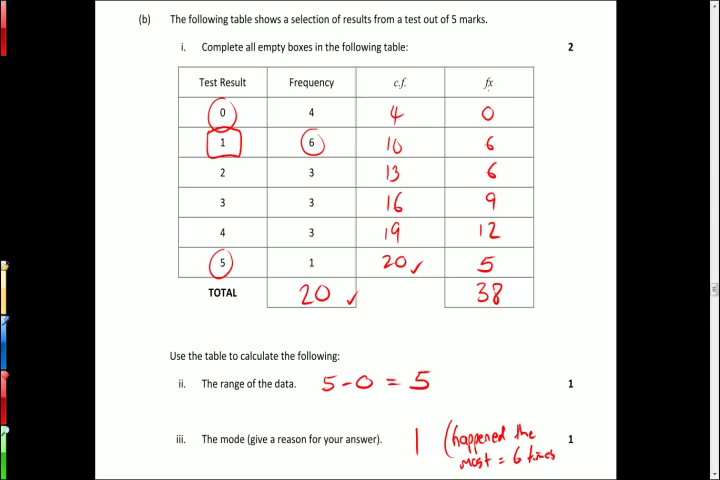 (b) The following table shows a selection of results from a test out of 5 marks.
i. Complete all empty boxes in the following table: 2
Test Result Frequency c.f. fx
0 4 4 0
1 6 10 6
2 3 13 6
3 3 16 9
4 3 19 12
5 1 20 ✓ 5
TOTAL 20 ✓ 38
Use the table to calculate the following:
ii. The range of the data. 5 - 0 = 5 1
iii. The mode (give a reason for your answer). 1 (happened the 1
most = 6 times